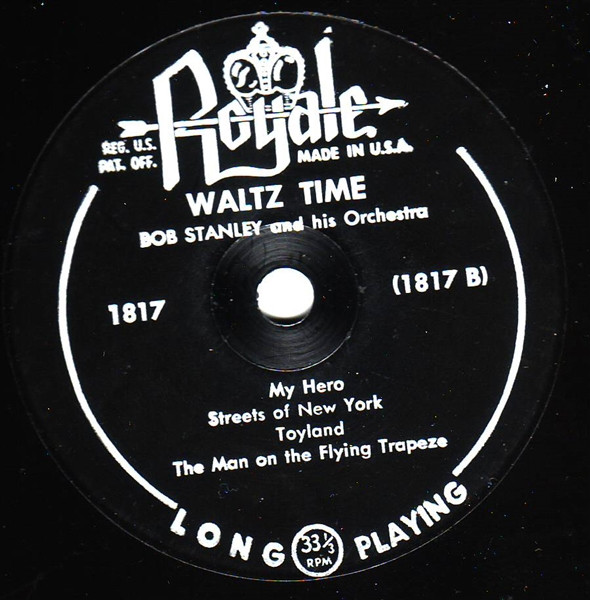 Royale
REG. U.S.
PAT. OFF.
MADE IN U.S.A.
WALTZ TIME
BOB STANLEY and his Orchestra
1817
(1817 B)
My Hero
Streets of New York
Toyland
The Man on the Flying Trapeze
LONG PLAYING
33 1/3
RPM